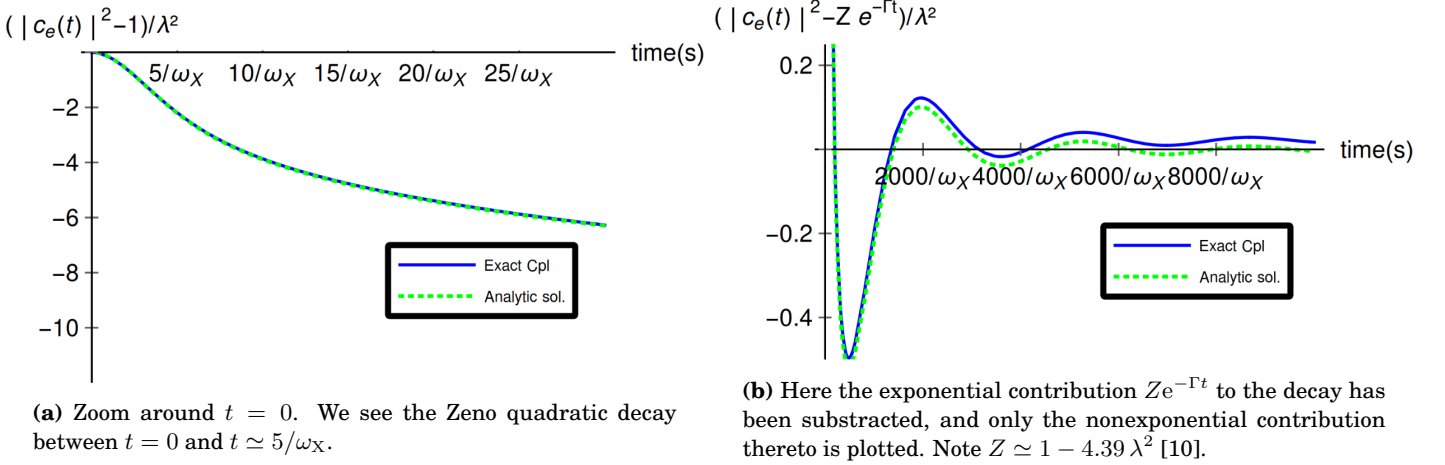 ( | c_e(t) |²−1)/λ²
time(s)
5/ω_X 10/ω_X 15/ω_X 20/ω_X 25/ω_X
−2
−4
−6
−8
−10
Exact Cpl
Analytic sol.
(a) Zoom around t = 0. We see the Zeno quadratic decay
between t = 0 and t ≃ 5/ω_X.
( | c_e(t) |²−Z e^{−Γt})/λ²
0.2
time(s)
2000/ω_X 4000/ω_X 6000/ω_X 8000/ω_X
−0.2
−0.4
Exact Cpl
Analytic sol.
(b) Here the exponential contribution Ze^{−Γt} to the decay has
been substracted, and only the nonexponential contribution
thereto is plotted. Note Z ≃ 1 − 4.39 λ² [10].